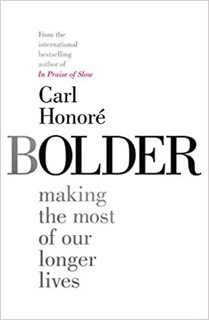 From the
international
bestselling
author of
In Praise of Slow
Carl
Honoré
BOLDER
making
the most
of our
longer
lives